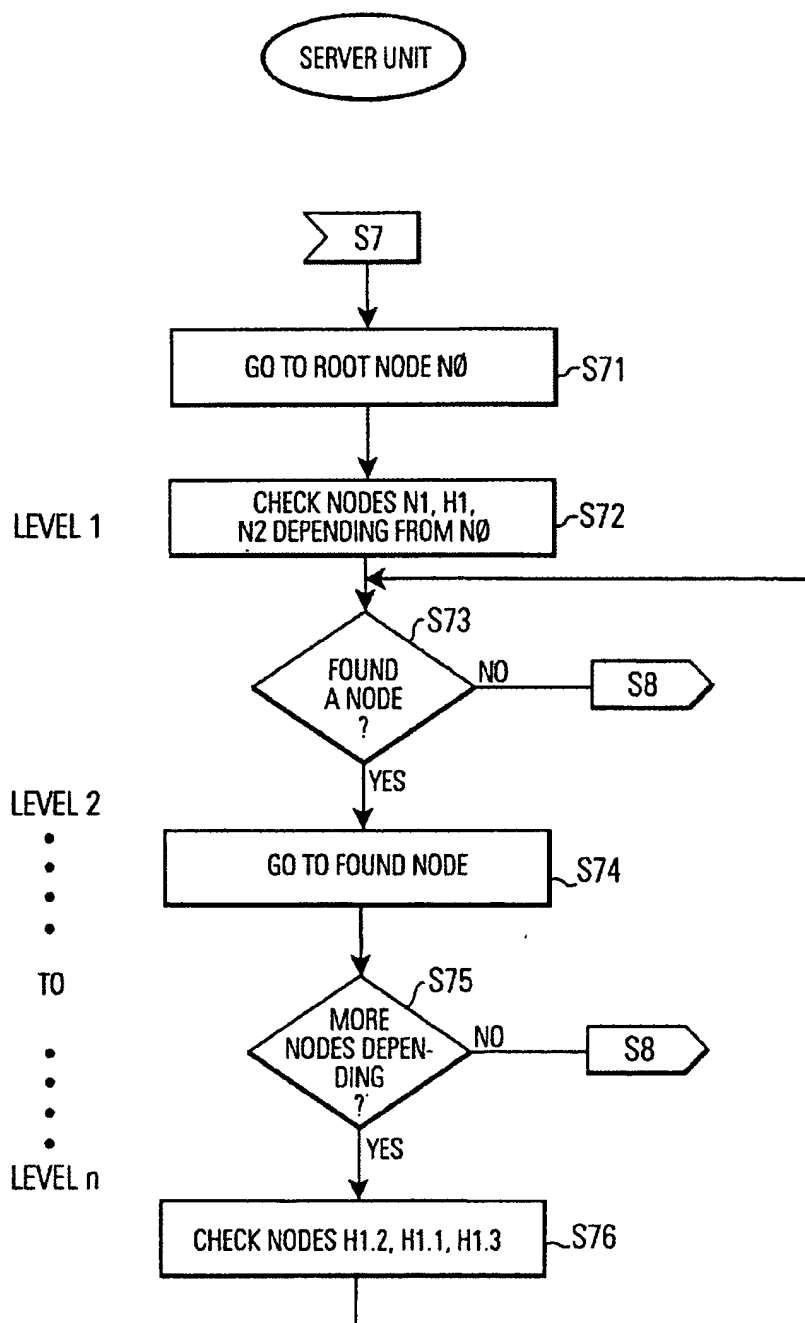 SERVER UNIT
S7
GO TO ROOT NODE NØ
S71
LEVEL 1
CHECK NODES N1, H1,
N2 DEPENDING FROM NØ
S72
S73
FOUND
A NODE
?
NO
S8
YES
LEVEL 2
GO TO FOUND NODE
S74
TO
S75
MORE
NODES DEPEN-
DING
?
NO
S8
YES
LEVEL n
CHECK NODES H1.2, H1.1, H1.3
S76